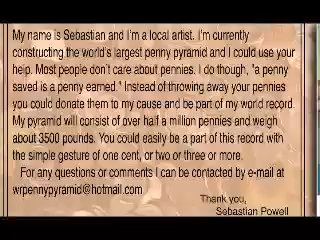 My name is Sebastian and I'm a local artist. I'm currently
constructing the world's largest penny pyramid and I could use your
help. Most people don't care about pennies. I do though, "a penny
saved is a penny earned." Instead of throwing away your pennies
you could donate them to my cause and be part of my world record.
My pyramid will consist of over half a million pennies and weigh
about 3500 pounds. You could easily be a part of this record with
the simple gesture of one cent, or two or three or more.
For any questions or comments I can be contacted by e-mail at
wrpennypyramid@hotmail.com
Thank you,
Sebastian Powell